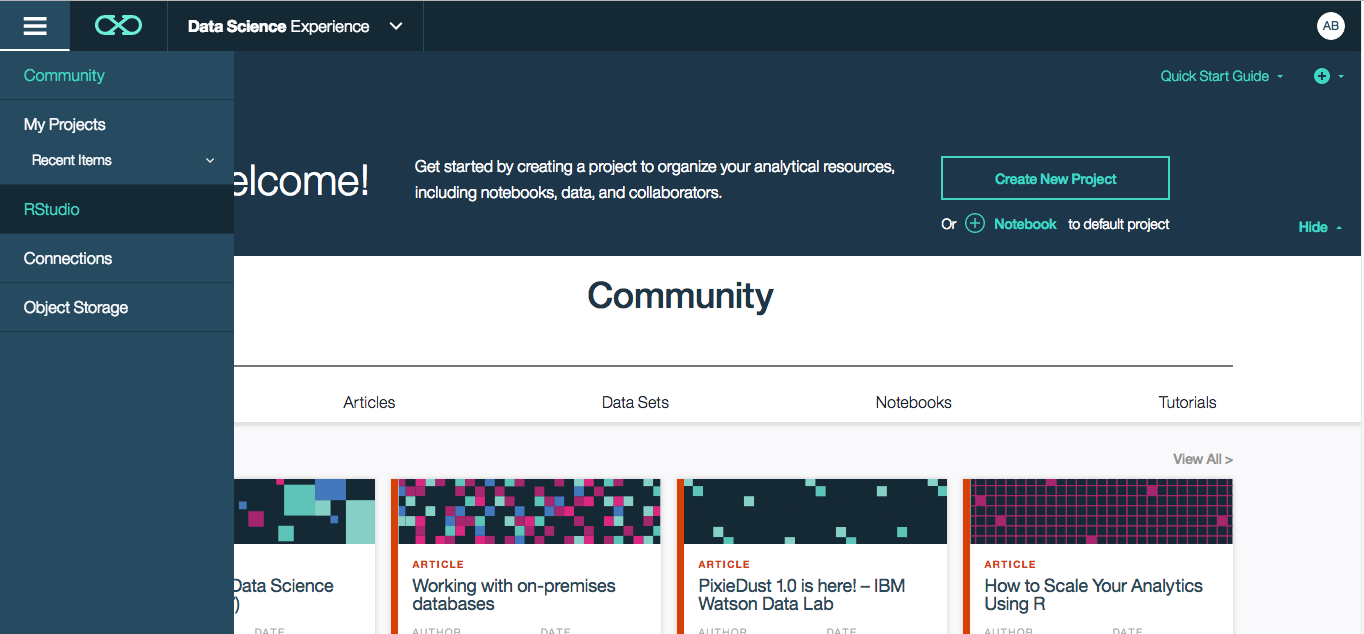 Data Science Experience
AB
Community
My Projects
Recent Items
RStudio
Connections
Object Storage
Quick Start Guide
elcome!
Get started by creating a project to organize your analytical resources,
including notebooks, data, and collaborators.
Create New Project
Or Notebook to default project
Hide
Community
Articles
Data Sets
Notebooks
Tutorials
View All >
Data Science
)
DATE
ARTICLE
Working with on-premises
databases
AUTHOR DATE
ARTICLE
PixieDust 1.0 is here! – IBM
Watson Data Lab
AUTHOR DATE
ARTICLE
How to Scale Your Analytics
Using R
AUTHOR DATE